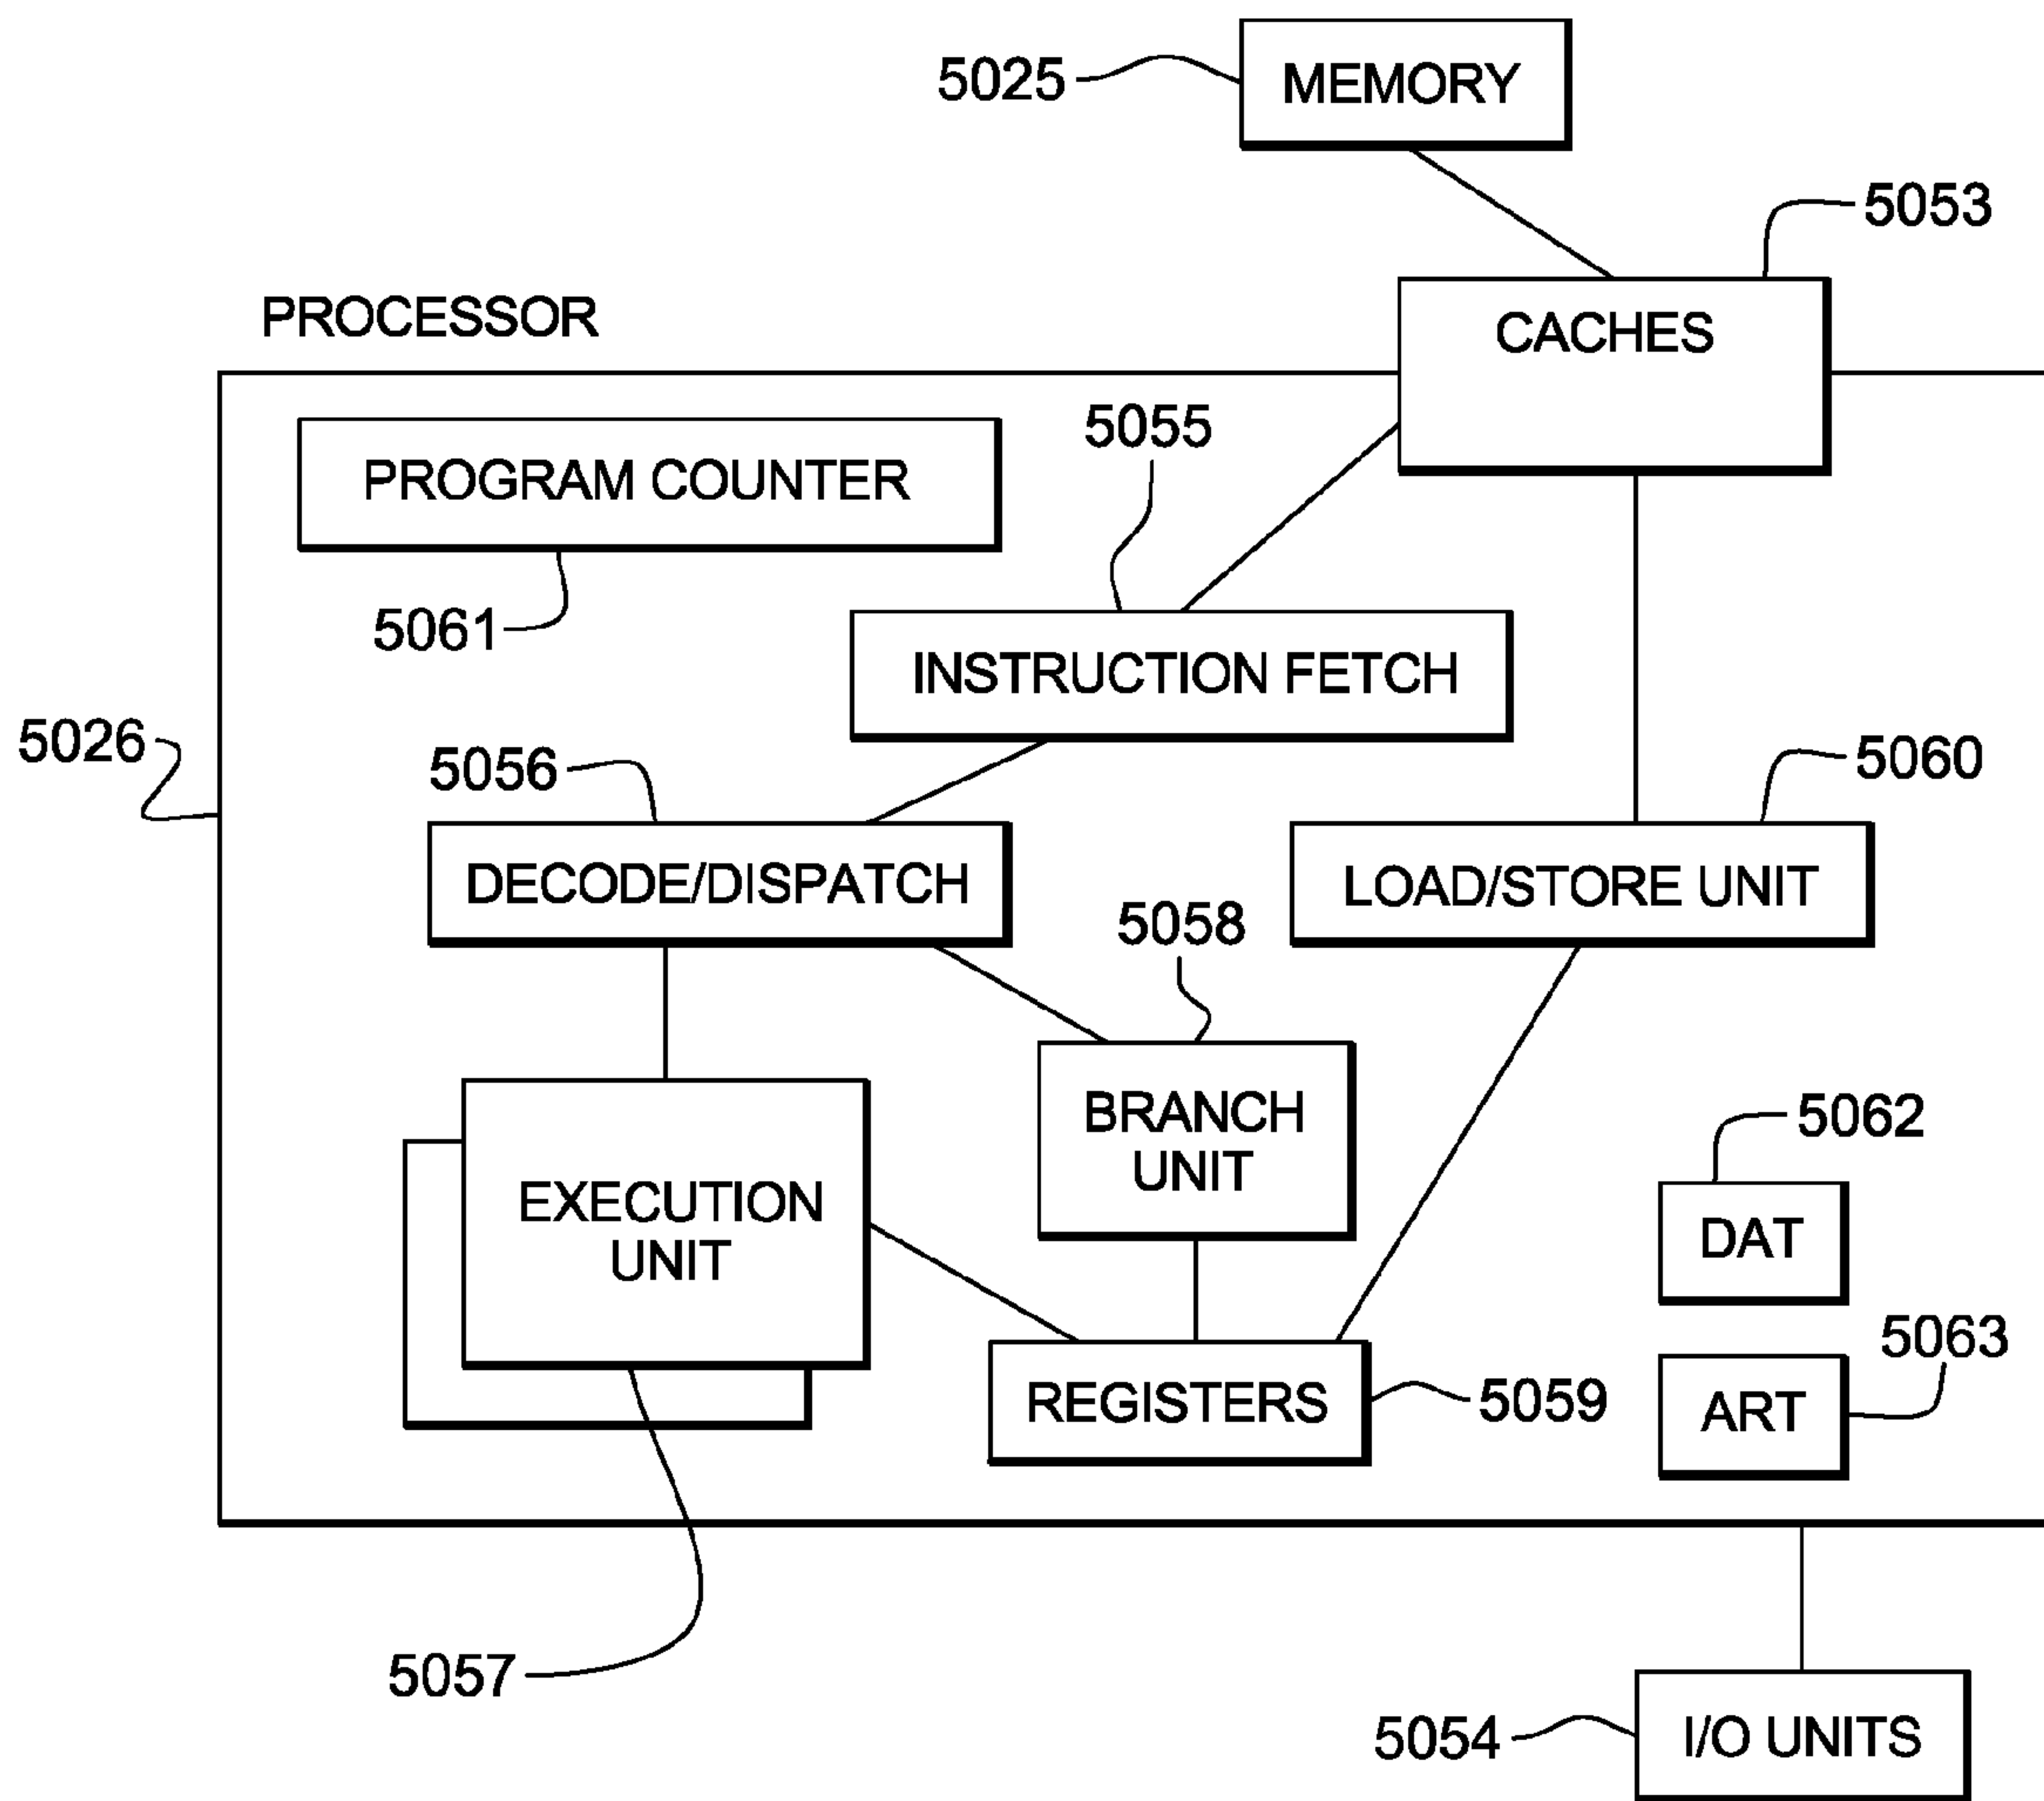 MEMORY
5025
5053
CACHES
PROCESSOR
5055
PROGRAM COUNTER
5061
INSTRUCTION FETCH
5026
5056
5060
DECODE/DISPATCH
LOAD/STORE UNIT
5058
BRANCH
UNIT
5062
EXECUTION
UNIT
DAT
5063
REGISTERS
5059
ART
5057
5054
I/O UNITS